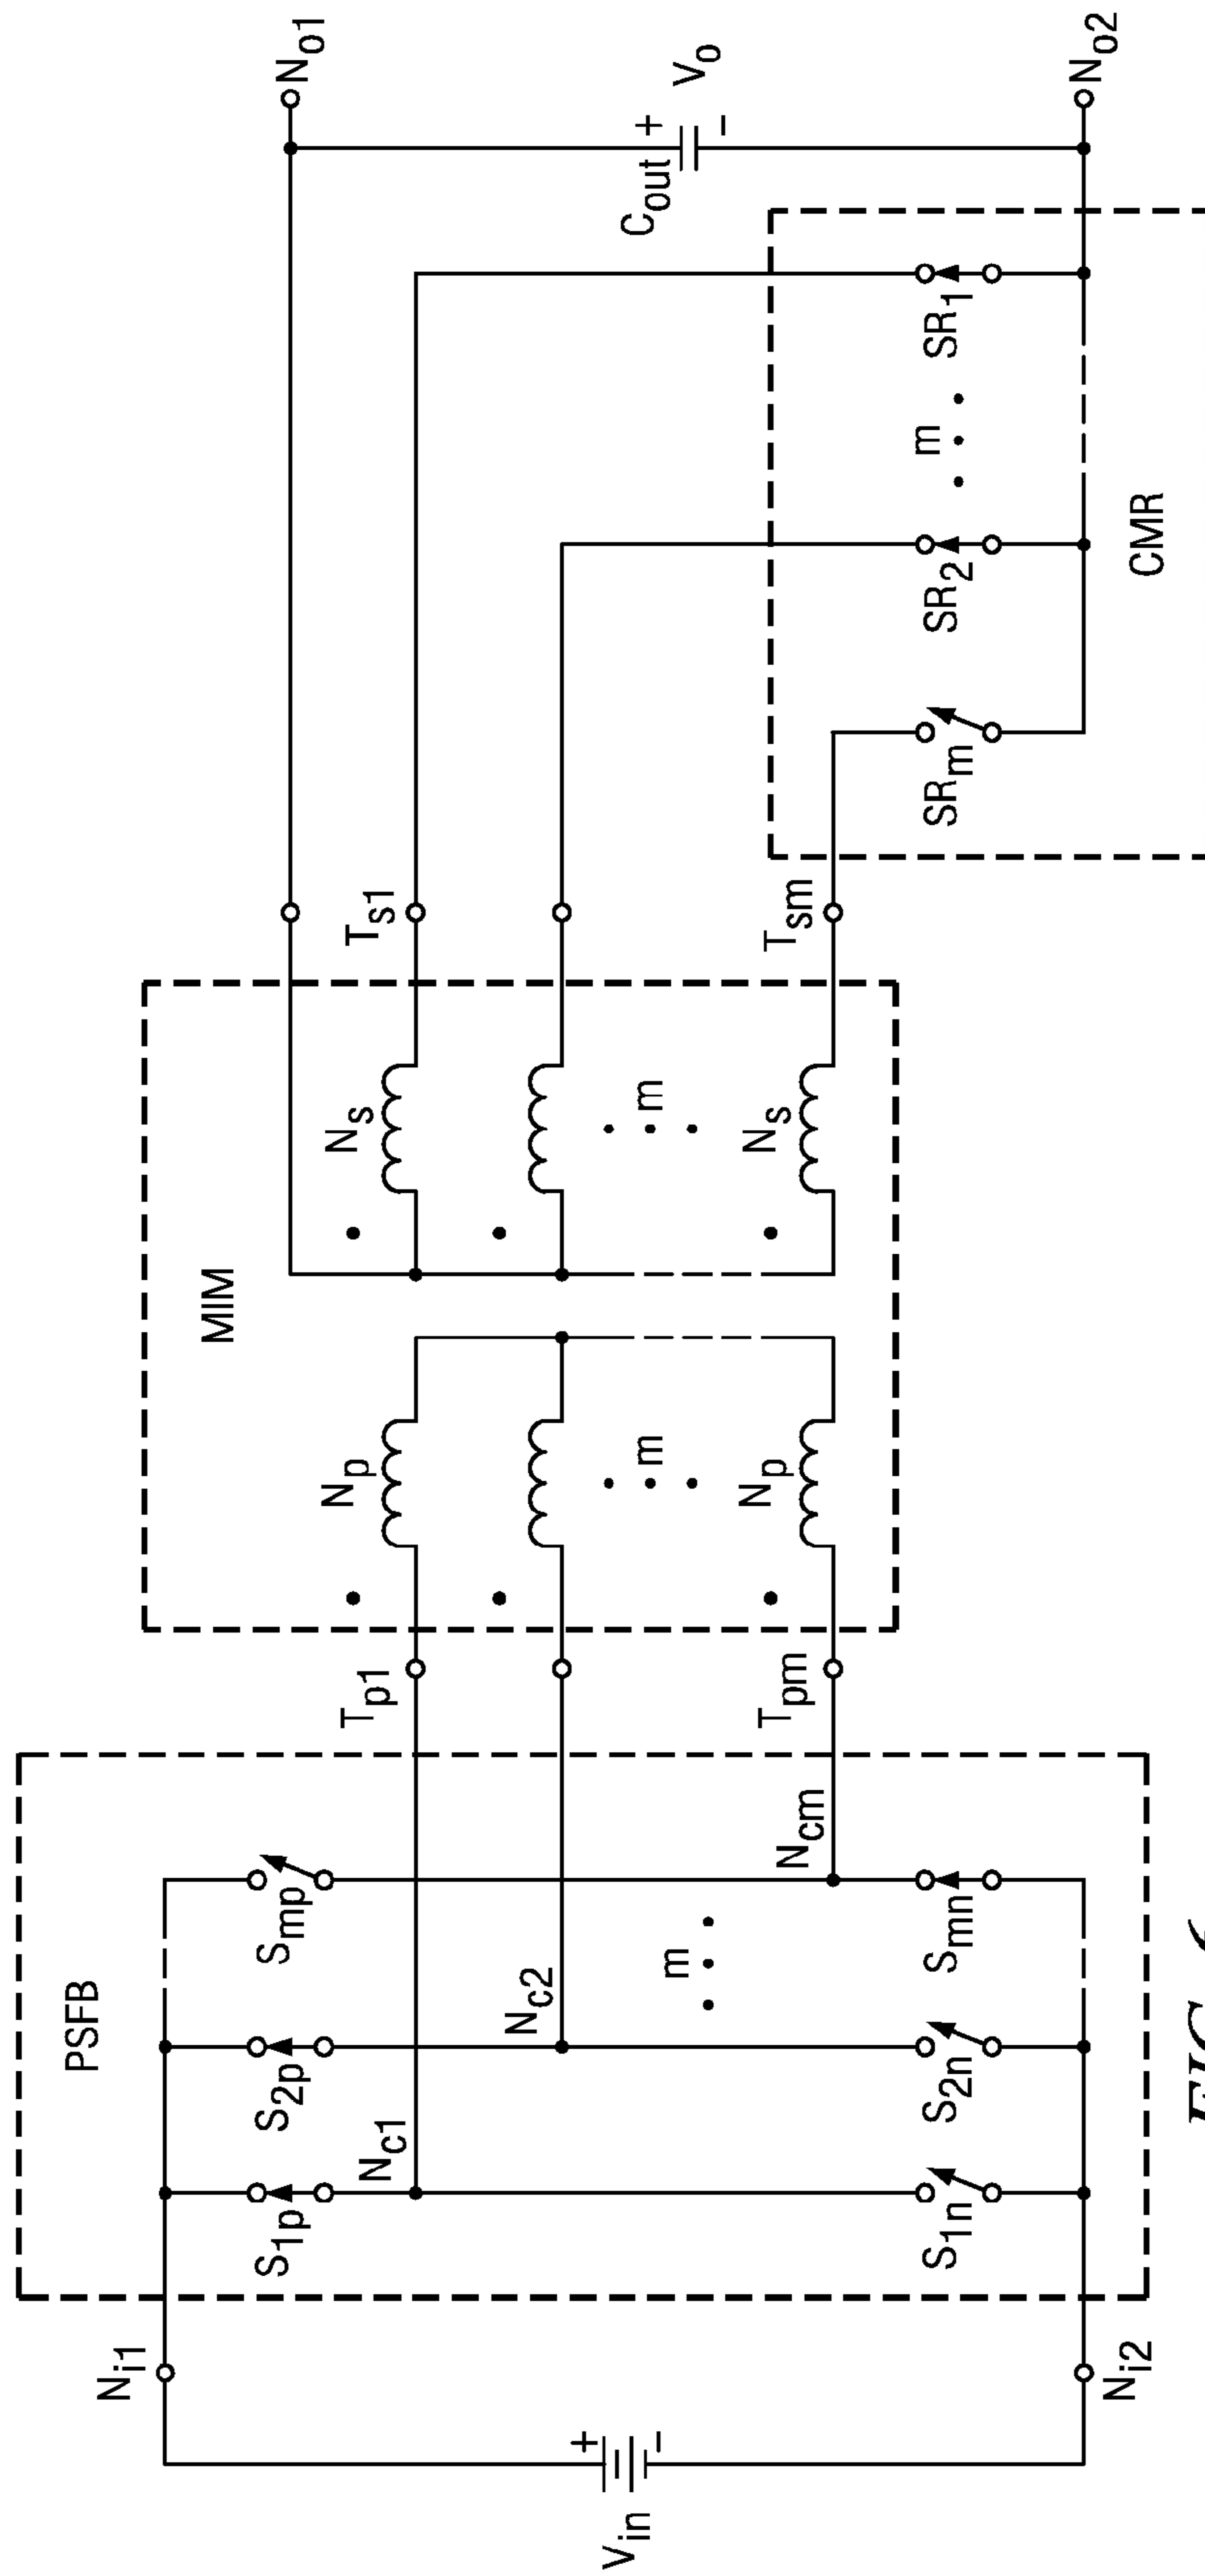 V_in
+
-
N_i1
N_i2
PSFB
S_1p
S_2p
S_mp
N_c1
N_c2
N_cm
m
S_1n
S_2n
S_mn
T_p1
T_pm
MIM
N_p
m
N_p
N_s
m
N_s
T_s1
T_sm
SR_m
SR_2
m
SR_1
CMR
C_out
+
-
V_o
N_o1
N_o2